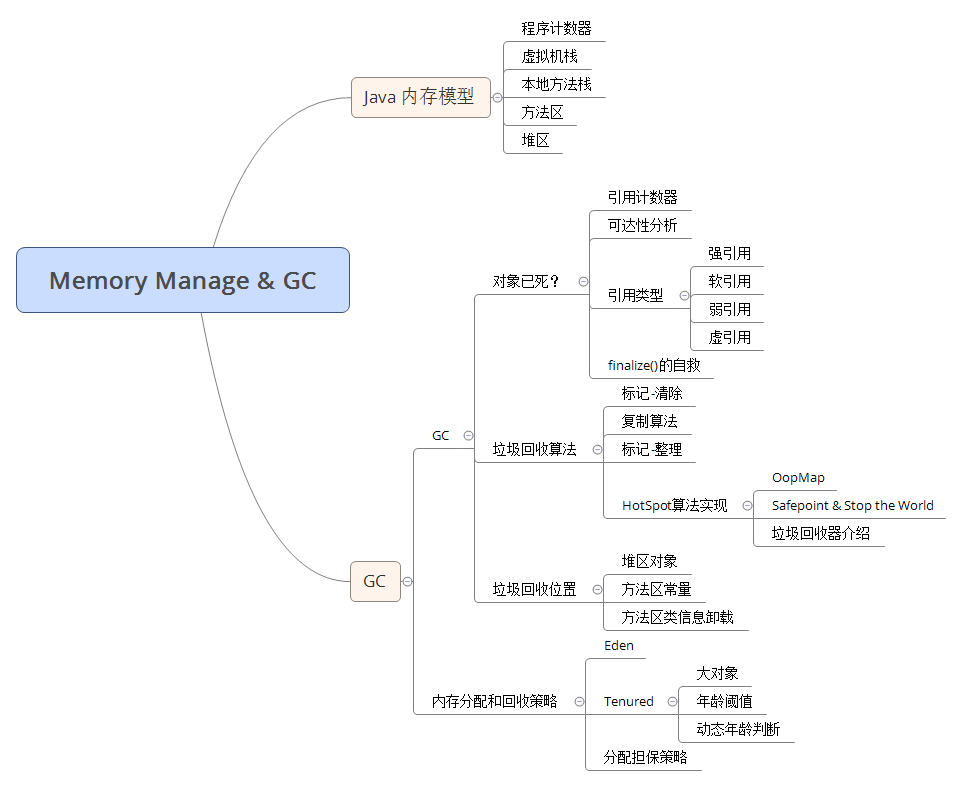 Memory Manage & GC
Java 内存模型
程序计数器
虚拟机栈
本地方法栈
方法区
堆区
GC
GC
对象已死？
引用计数器
可达性分析
引用类型
强引用
软引用
弱引用
虚引用
finalize()的自救
垃圾回收算法
标记-清除
复制算法
标记-整理
HotSpot算法实现
OopMap
Safepoint & Stop the World
垃圾回收器介绍
垃圾回收位置
堆区对象
方法区常量
方法区类信息卸载
内存分配和回收策略
Eden
Tenured
大对象
年龄阈值
动态年龄判断
分配担保策略